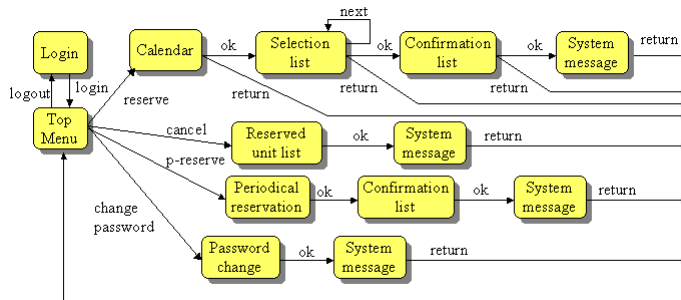 next
Login
Calendar
ok
Selection
list
ok
Confirmation
list
ok
System
message
return
logout
login
reserve
return
return
return
Top
Menu
cancel
Reserved
unit list
ok
System
message
return
p-reserve
Periodical
reservation
ok
Confirmation
list
ok
System
message
return
change
password
Password
change
ok
System
message
return